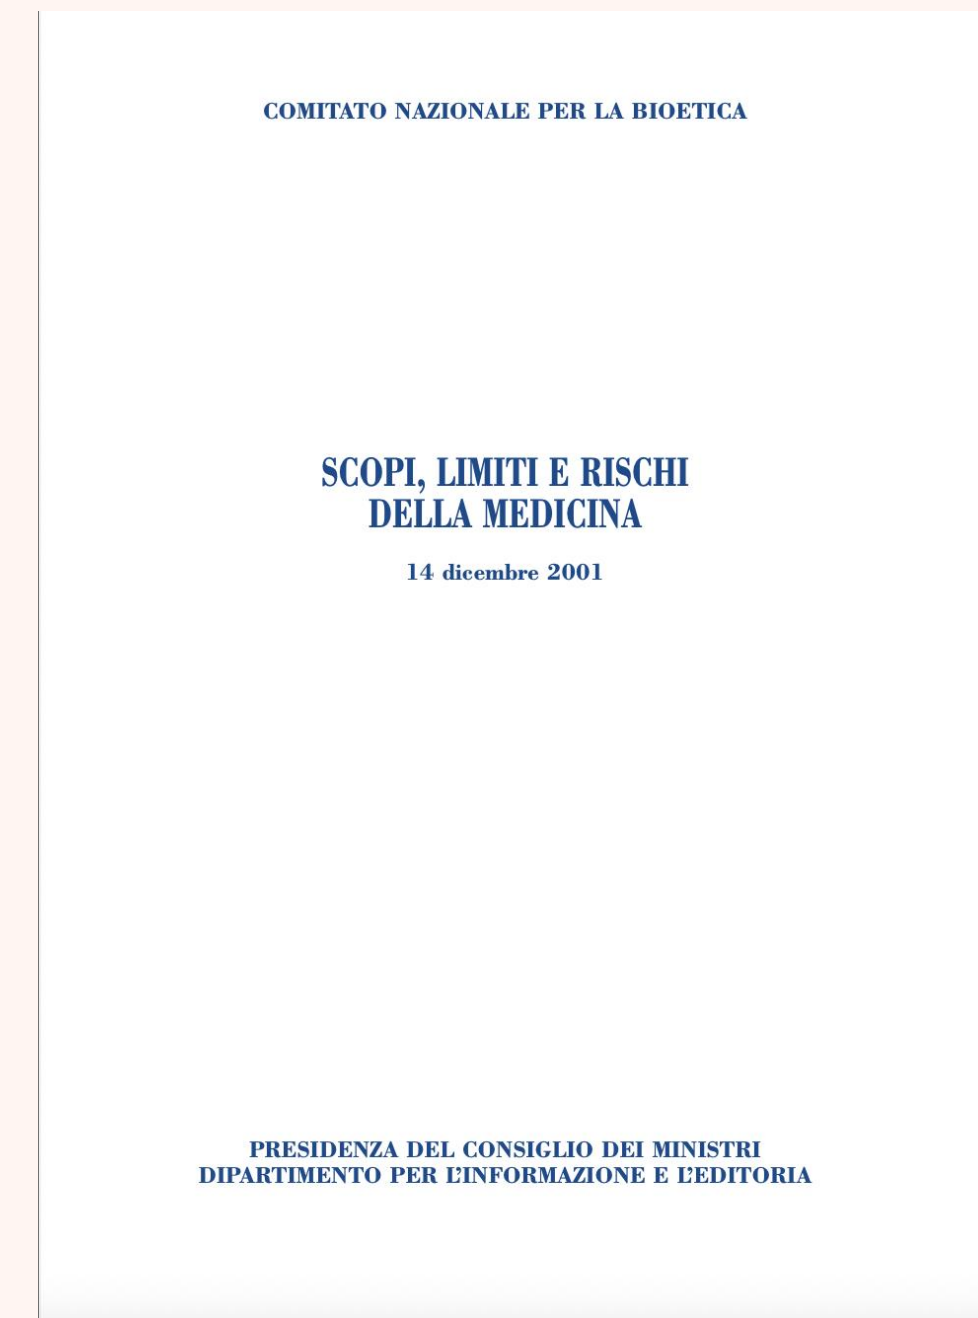 COMITATO NAZIONALE PER LA BIOETICA
SCOPI, LIMITI E RISCHI
DELLA MEDICINA
14 dicembre 2001
PRESIDENZA DEL CONSIGLIO DEI MINISTRI
DIPARTIMENTO PER L’INFORMAZIONE E L’EDITORIA